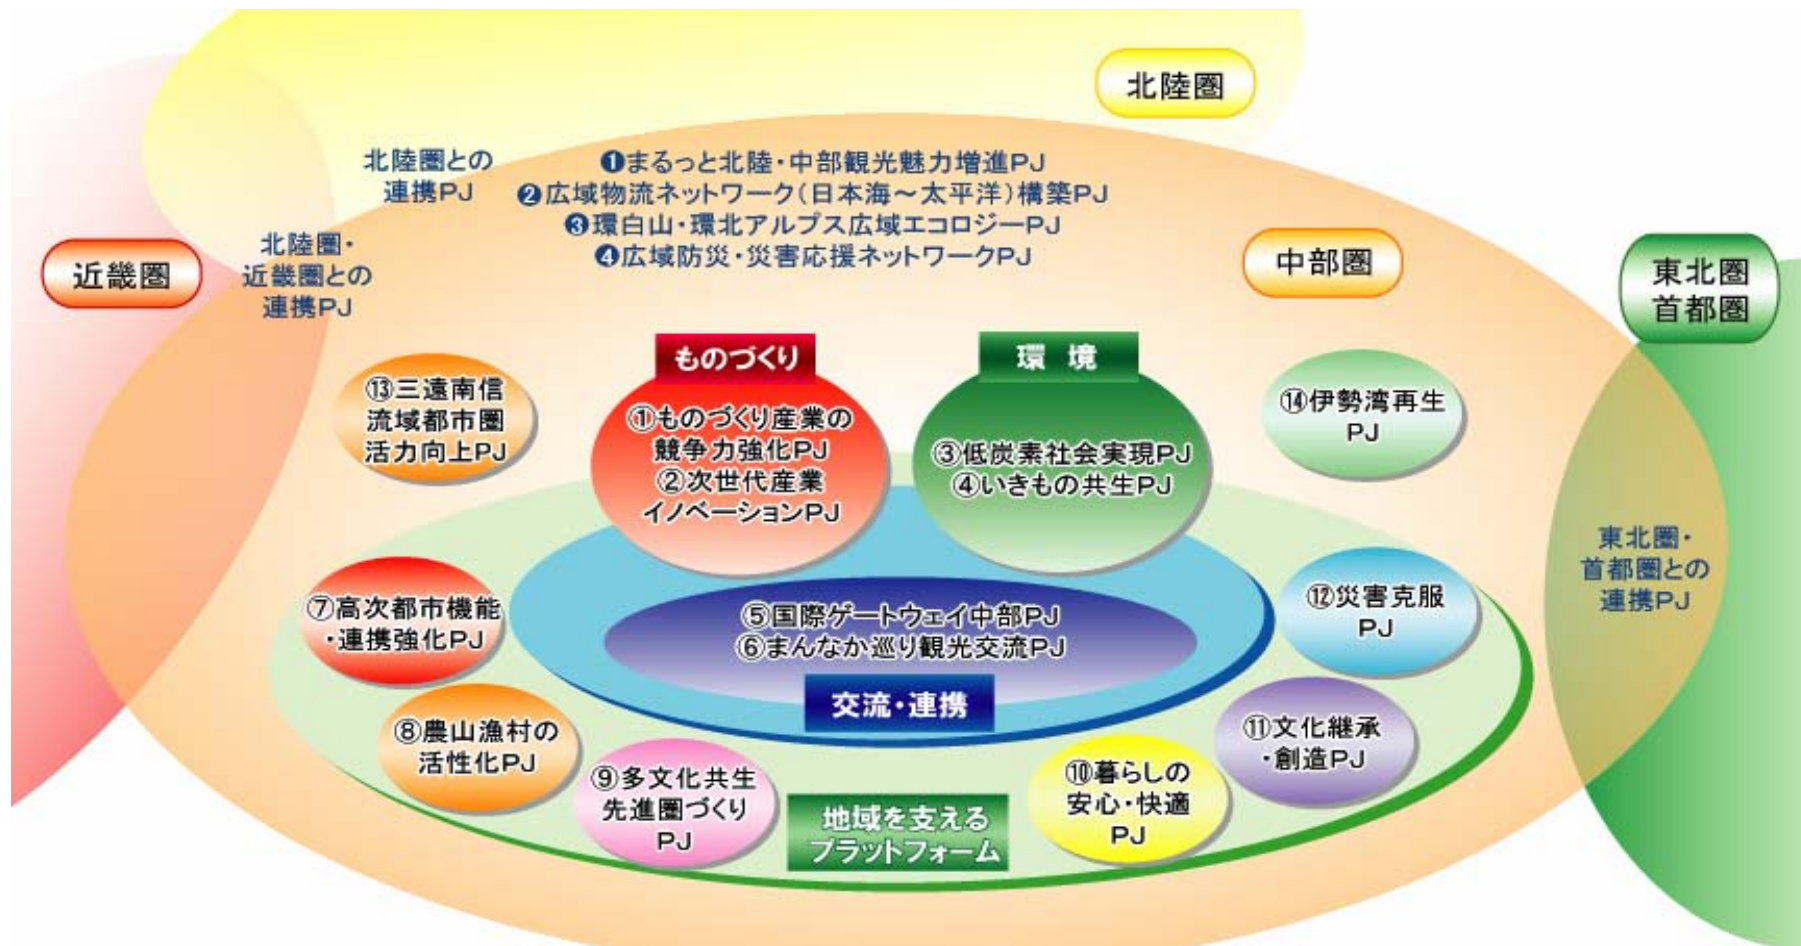 北陸圏
北陸圏との
連携PJ
❶まるっと北陸・中部観光魅力増進PJ
❷広域物流ネットワーク(日本海～太平洋)構築PJ
❸環白山・環北アルプス広域エコロジーPJ
❹広域防災・災害応援ネットワークPJ
近畿圏
北陸圏・
近畿圏との
連携PJ
中部圏
東北圏
首都圏
ものづくり
環 境
⑬三遠南信
流域都市圏
活力向上PJ
①ものづくり産業の
競争力強化PJ
②次世代産業
イノベーションPJ
③低炭素社会実現PJ
④いきもの共生PJ
⑭伊勢湾再生
PJ
東北圏・
首都圏との
連携PJ
⑦高次都市機能
・連携強化PJ
⑤国際ゲートウェイ中部PJ
⑥まんなか巡り観光交流PJ
交流・連携
⑫災害克服
PJ
⑧農山漁村の
活性化PJ
⑨多文化共生
先進圏づくり
PJ
地域を支える
プラットフォーム
⑩暮らしの
安心・快適
PJ
⑪文化継承
・創造PJ